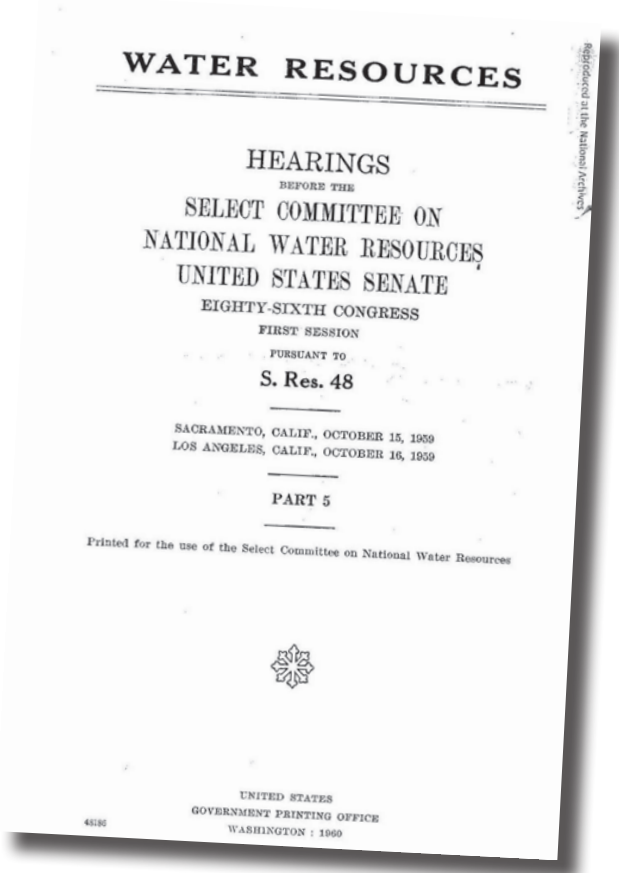 WATER RESOURCES
HEARINGS
BEFORE THE
SELECT COMMITTEE ON
NATIONAL WATER RESOURCES
UNITED STATES SENATE
EIGHTY-SIXTH CONGRESS
FIRST SESSION
PURSUANT TO
S. Res. 48
SACRAMENTO, CALIF., OCTOBER 15, 1959
LOS ANGELES, CALIF., OCTOBER 16, 1959
PART 5
Printed for the use of the Select Committee on National Water Resources
UNITED STATES
GOVERNMENT PRINTING OFFICE
WASHINGTON : 1960
Reproduced at the National Archives